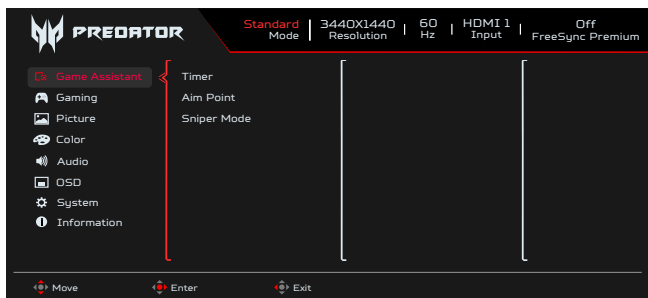 PREDATOR
Standard 3440X1440 60 HDMI 1 Off
Mode Resolution Hz Input FreeSync Premium
Game Assistant Timer
Gaming Aim Point
Picture Sniper Mode
Color
Audio
OSD
System
Information
Move Enter Exit